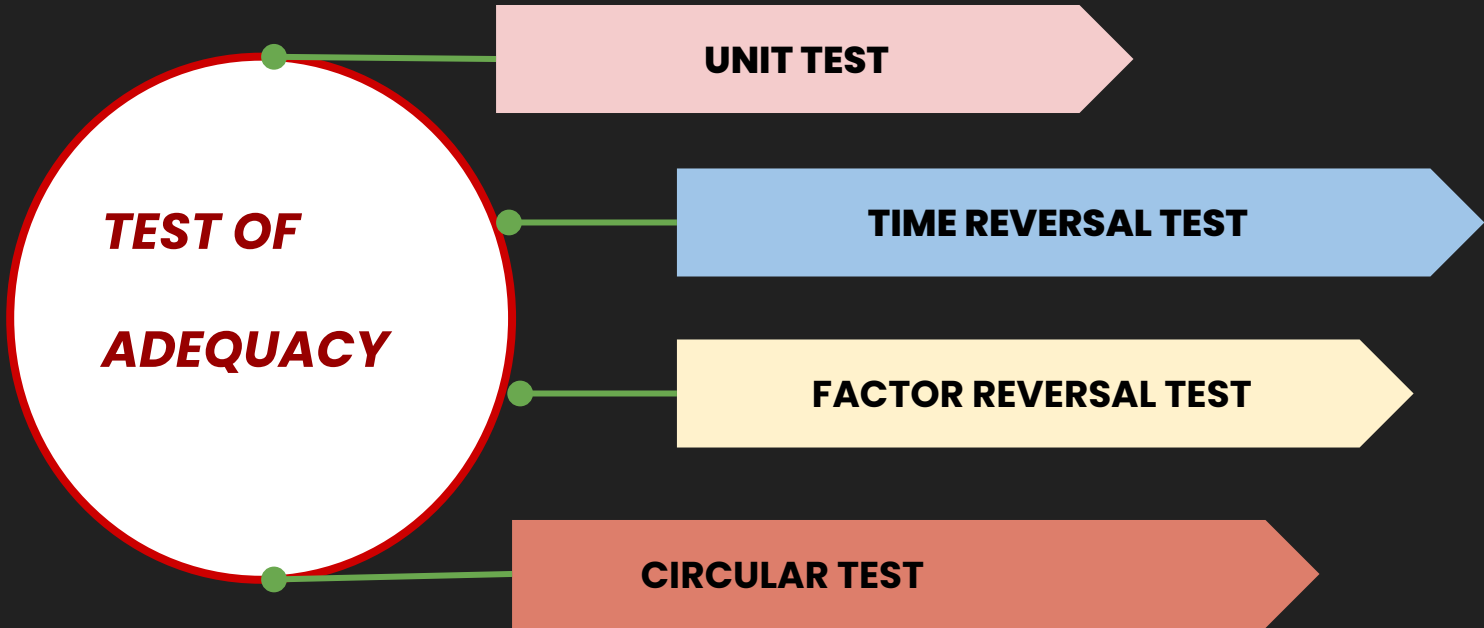 TEST OF
ADEQUACY
UNIT TEST
TIME REVERSAL TEST
FACTOR REVERSAL TEST
CIRCULAR TEST